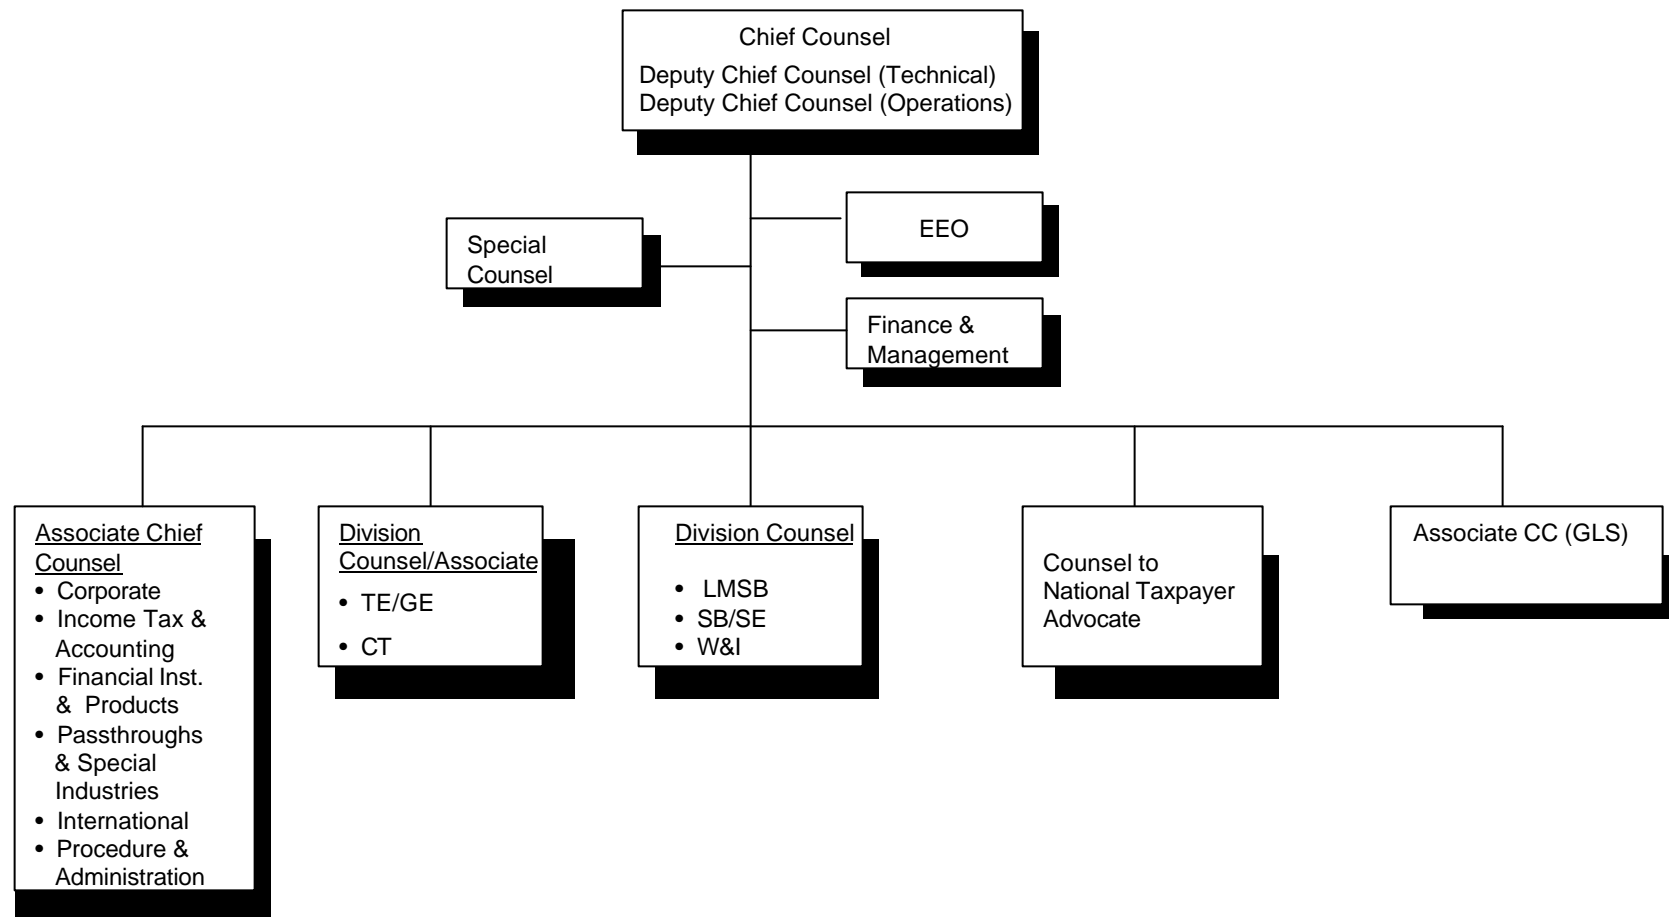 Chief Counsel
Deputy Chief Counsel (Technical)
Deputy Chief Counsel (Operations)
EEO
Special
Counsel
Finance &
Management
Associate Chief
Counsel
• Corporate
• Income Tax &
Accounting
• Financial Inst.
& Products
• Passthroughs
& Special
Industries
• International
• Procedure &
Administration
Division
Counsel/Associate
• TE/GE
• CT
Division Counsel
• LMSB
• SB/SE
• W&I
Counsel to
National Taxpayer
Advocate
Associate CC (GLS)